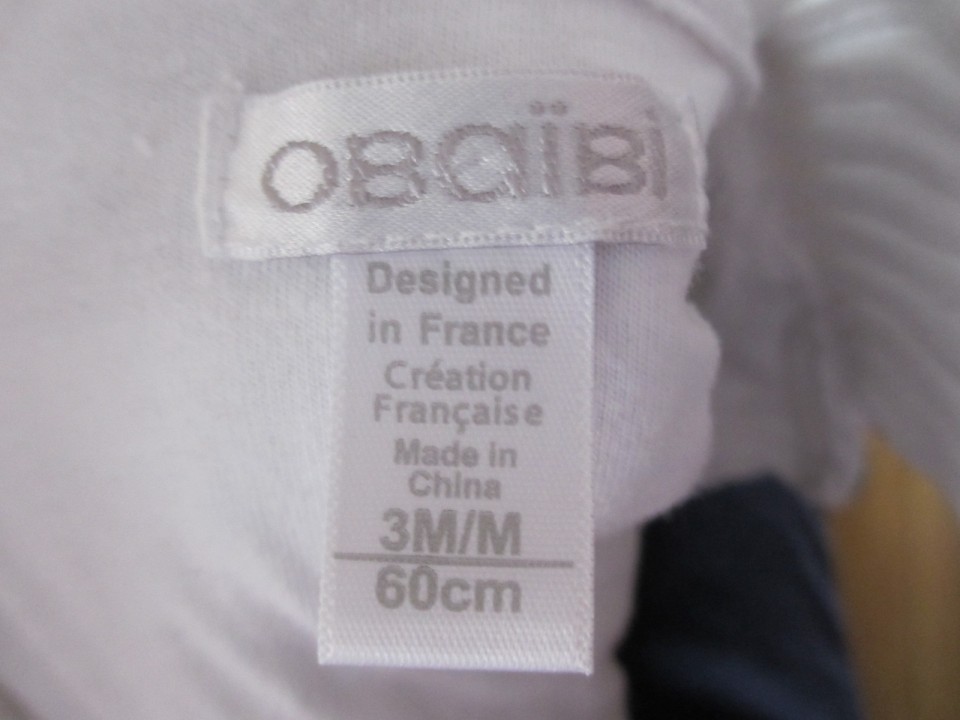 OBaïBi
Designed
in France
Création
Française
Made in
China
3M/M
60cm